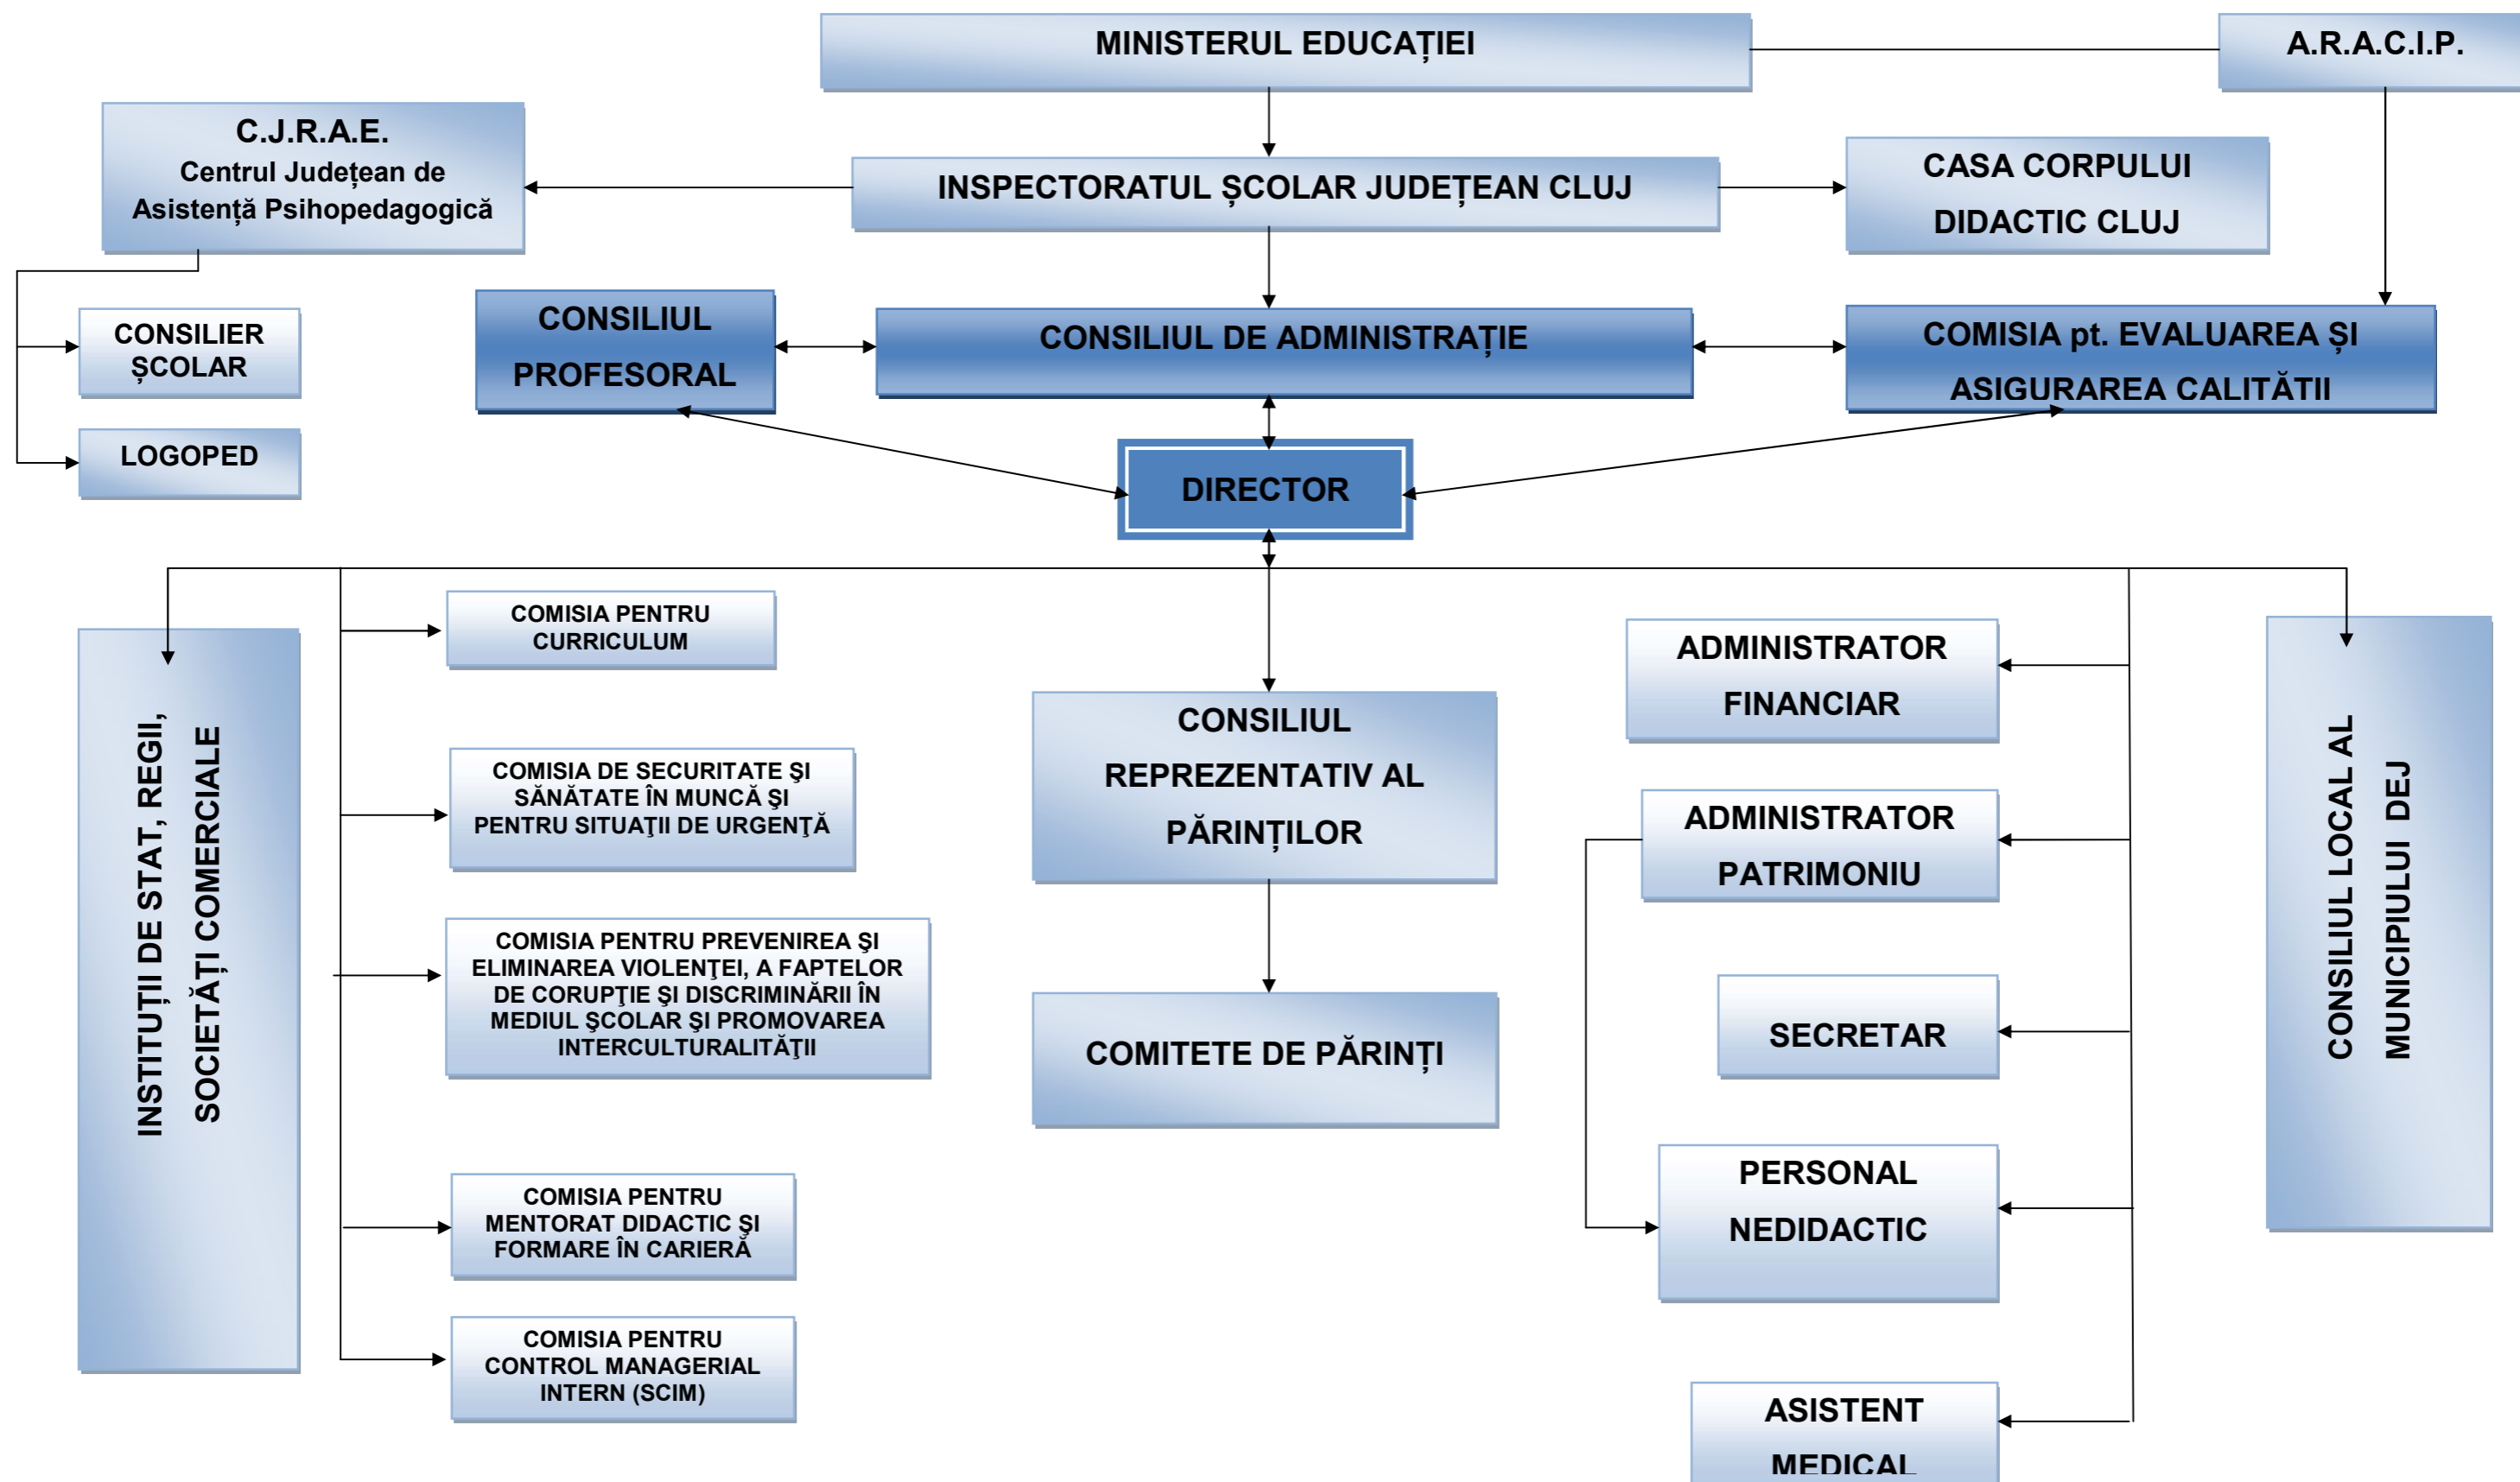 MINISTERUL EDUCAȚIEI
A.R.A.C.I.P.
C.J.R.A.E.
Centrul Județean de
Asistență Psihopedagogică
INSPECTORATUL ȘCOLAR JUDEȚEAN CLUJ
CASA CORPULUI
DIDACTIC CLUJ
CONSILIER
ȘCOLAR
LOGOPED
CONSILIUL
PROFESORAL
CONSILIUL DE ADMINISTRAȚIE
COMISIA pt. EVALUAREA ȘI
ASIGURAREA CALITĂTII
DIRECTOR
INSTITUȚII DE STAT, REGII,
SOCIETĂȚI COMERCIALE
COMISIA PENTRU
CURRICULUM
COMISIA DE SECURITATE ŞI
SĂNĂTATE ÎN MUNCĂ ŞI
PENTRU SITUAŢII DE URGENŢĂ
COMISIA PENTRU PREVENIREA ŞI
ELIMINAREA VIOLENŢEI, A FAPTELOR
DE CORUPŢIE ŞI DISCRIMINĂRII ÎN
MEDIUL ŞCOLAR ŞI PROMOVAREA
INTERCULTURALITĂŢII
COMISIA PENTRU
MENTORAT DIDACTIC ŞI
FORMARE ÎN CARIERĂ
COMISIA PENTRU
CONTROL MANAGERIAL
INTERN (SCIM)
CONSILIUL
REPREZENTATIV AL
PĂRINȚILOR
COMITETE DE PĂRINȚI
ADMINISTRATOR
FINANCIAR
ADMINISTRATOR
PATRIMONIU
SECRETAR
PERSONAL
NEDIDACTIC
ASISTENT
MEDICAL
CONSILIUL LOCAL AL
MUNICIPIULUI DEJ